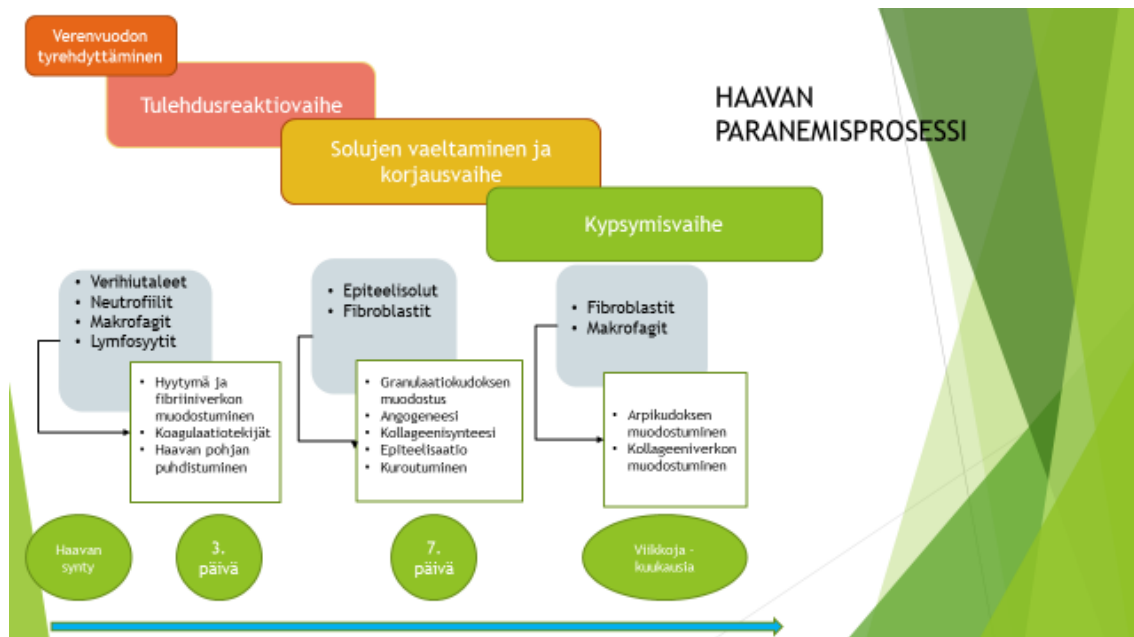 Verenvuodon
tyrehdyttäminen
Tulehdusreaktiovaihe
HAAVAN
PARANEMISPROSESSI
Solujen vaeltaminen ja
korjausvaihe
Kypsymisvaihe
• Verihiutaleet
• Neutrofiilit
• Makrofagit
• Lymfosyytit
• Hyytymä ja
fibriiniverkon
muodostuminen
• Koagulaatiotekijät
• Haavan pohjan
puhdistuminen
• Epiteelisolut
• Fibroblastit
• Granulaatiokudoksen
muodostus
• Angogeneesi
• Kollageenisynteesi
• Epiteelisaatio
• Kuroutuminen
• Fibroblastit
• Makrofagit
• Arpikudoksen
muodostuminen
• Kollageeniverkon
muodostuminen
Haavan
synty
3.
päivä
7.
päivä
Viikkoja -
kuukausia